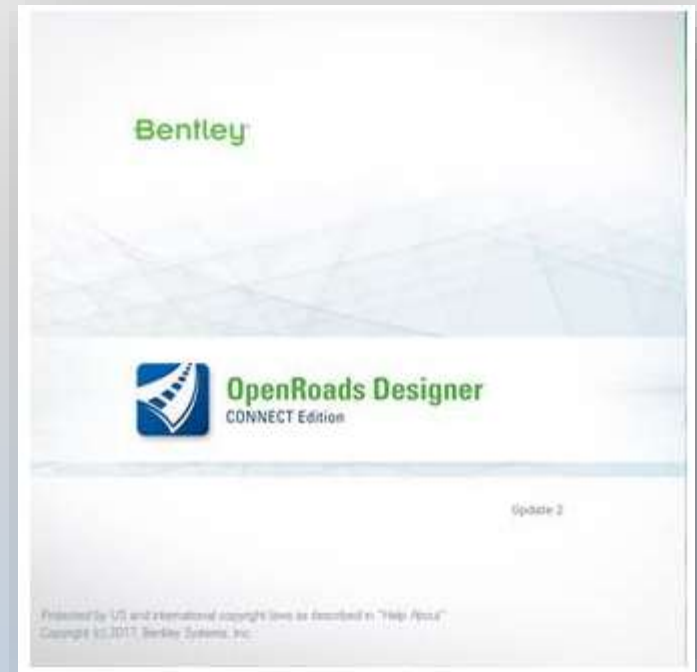 Bentley®
OpenRoads Designer
CONNECT Edition
Update 2
Protected by US and international copyright laws as described in "Help About"
Copyright (c) 2017, Bentley Systems, Inc.